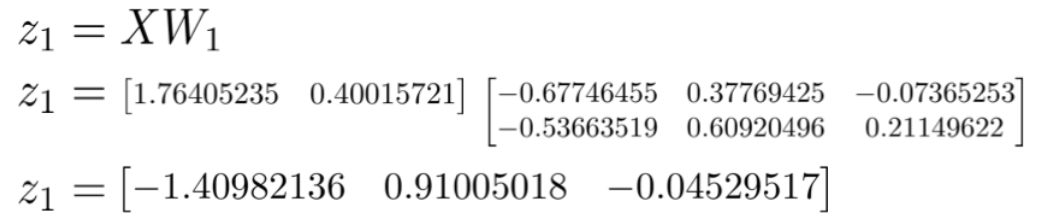 z₁ = XW₁
z₁ = [1.76405235 0.40015721] [−0.67746455 0.37769425 −0.07365253
−0.53663519 0.60920496 0.21149622]
z₁ = [−1.40982136 0.91005018 −0.04529517]